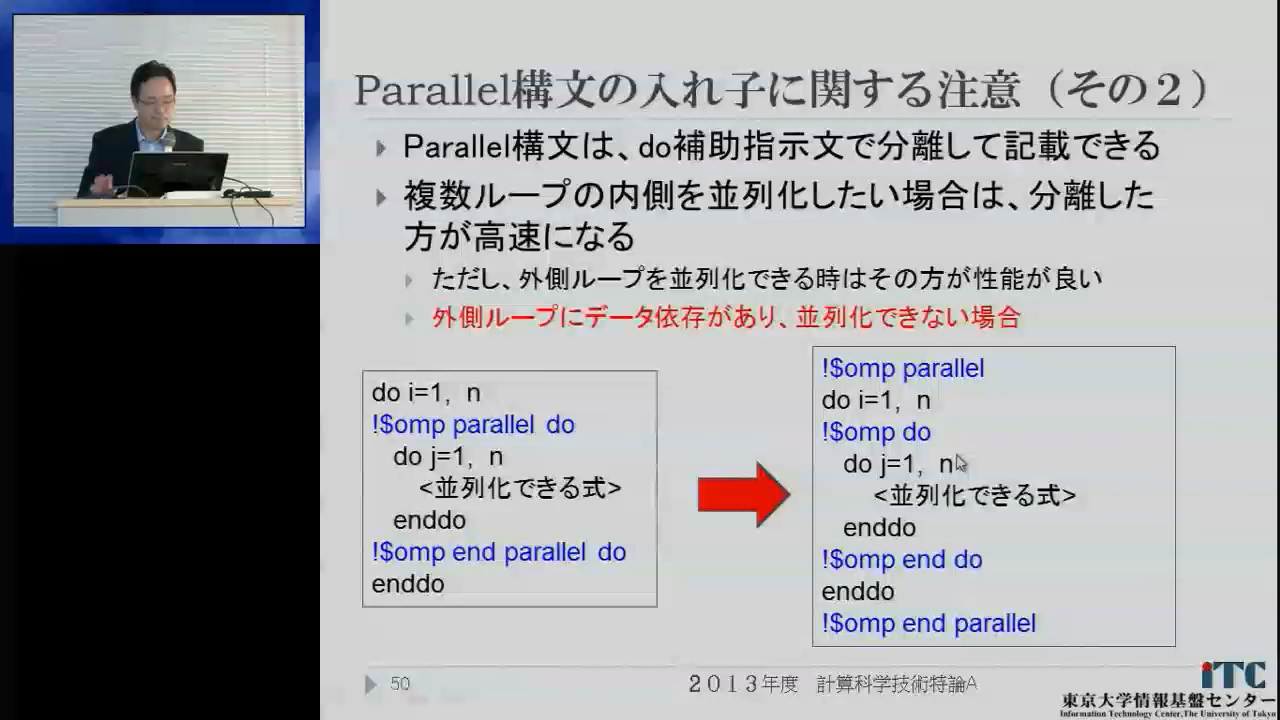 Parallel構文の入れ子に関する注意（その２）
Parallel構文は、do補助指示文で分離して記載できる
複数ループの内側を並列化したい場合は、分離した
方が高速になる
ただし、外側ループを並列化できる時はその方が性能が良い
外側ループにデータ依存があり、並列化できない場合
do i=1, n
!$omp parallel do
do j=1, n
<並列化できる式>
enddo
!$omp end parallel do
enddo
!$omp parallel
do i=1, n
!$omp do
do j=1, n
<並列化できる式>
enddo
!$omp end do
enddo
!$omp end parallel
50
２０１３年度 計算科学技術特論A
iTC
東京大学情報基盤センター
Information Technology Center,The University of Tokyo